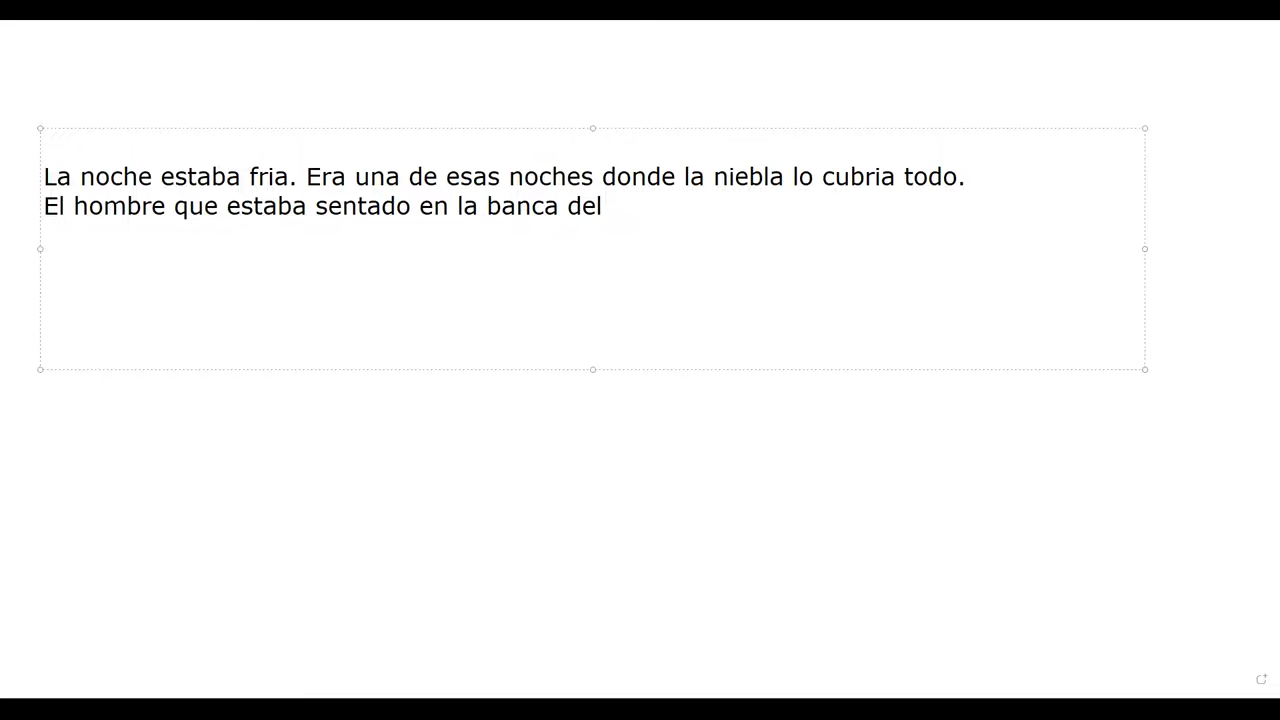 La noche estaba fria. Era una de esas noches donde la niebla lo cubria todo.
El hombre que estaba sentado en la banca del